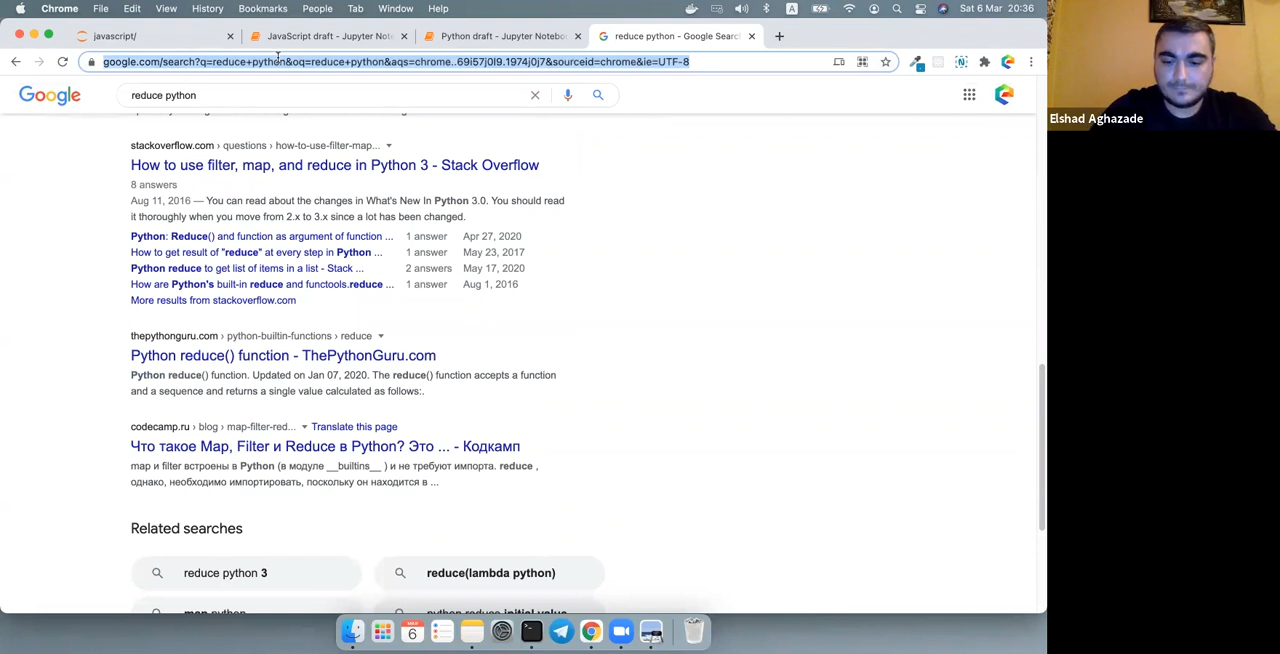 Chrome File Edit View History Bookmarks People Tab Window Help A Sat 6 Mar 20:36
javascript/ JavaScript draft - Jupyter Note Python draft - Jupyter Notebo reduce python - Google Searc
google.com/search?q=reduce+python&oq=reduce+python&aqs=chrome..69i57j0l9.1974j0j7&sourceid=chrome&ie=UTF-8
Google reduce python
stackoverflow.com › questions › how-to-use-filter-map...
How to use filter, map, and reduce in Python 3 - Stack Overflow
8 answers
Aug 11, 2016 — You can read about the changes in What's New In Python 3.0. You should read
it thoroughly when you move from 2.x to 3.x since a lot has been changed.
Python: Reduce() and function as argument of function ... 1 answer Apr 27, 2020
How to get result of "reduce" at every step in Python ... 1 answer May 23, 2017
Python reduce to get list of items in a list - Stack ... 2 answers May 17, 2020
How are Python's built-in reduce and functools.reduce ... 1 answer Aug 1, 2016
More results from stackoverflow.com
thepythonguru.com › python-builtin-functions › reduce
Python reduce() function - ThePythonGuru.com
Python reduce() function. Updated on Jan 07, 2020. The reduce() function accepts a function
and a sequence and returns a single value calculated as follows:.
codecamp.ru › blog › map-filter-red... Translate this page
Что такое Map, Filter и Reduce в Python? Это ... - Кодкамп
map и filter встроены в Python (в модуле __builtins__ ) и не требуют импорта. reduce ,
однако, необходимо импортировать, поскольку он находится в ...
Related searches
reduce python 3 reduce(lambda python)
map python python reduce initial value
MAR 6
Elshad Aghazade